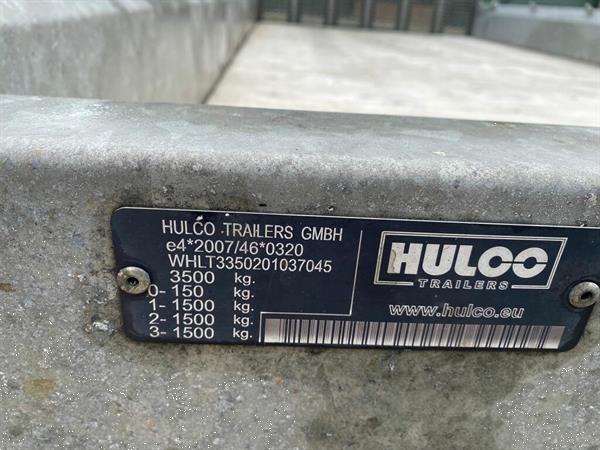 HULCO TRAILERS GMBH
e4*2007/46*0320
WHLT3350201037045
3500 kg.
0- 150 kg.
1- 1500 kg.
2- 1500 kg.
3- 1500 kg.
HULCO
TRAILERS
www.hulco.eu